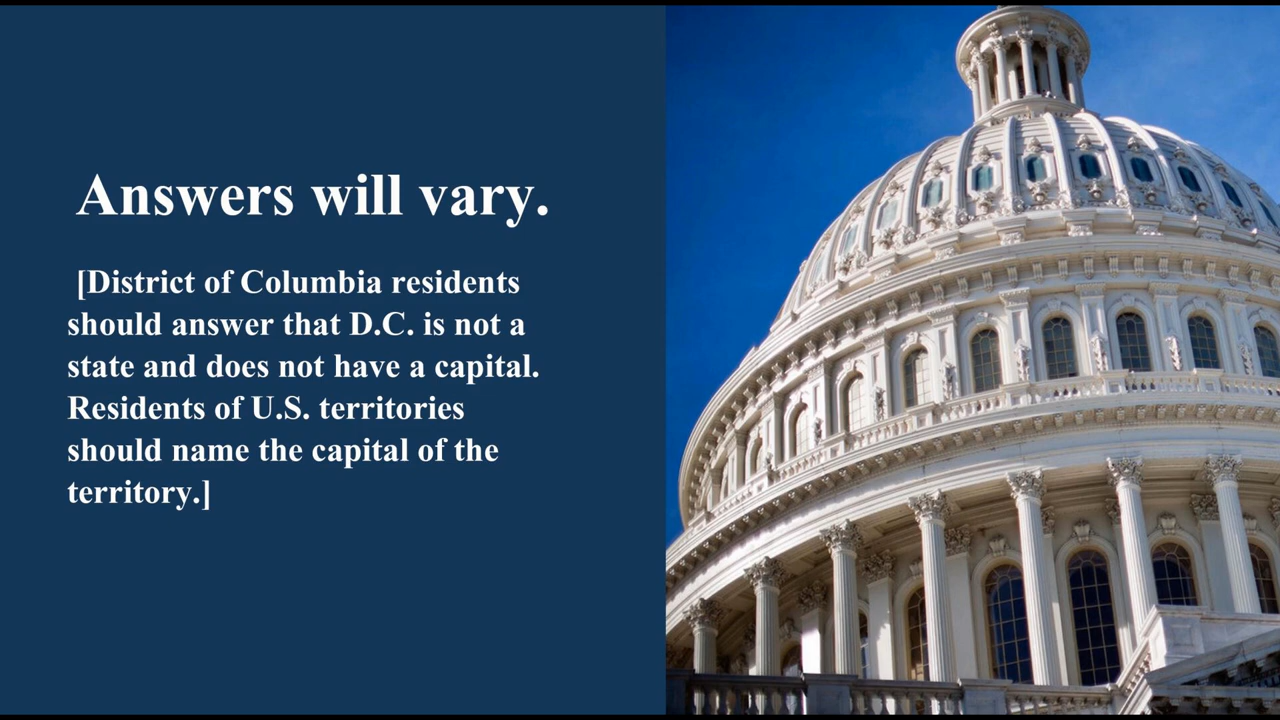 Answers will vary.
[District of Columbia residents
should answer that D.C. is not a
state and does not have a capital.
Residents of U.S. territories
should name the capital of the
territory.]